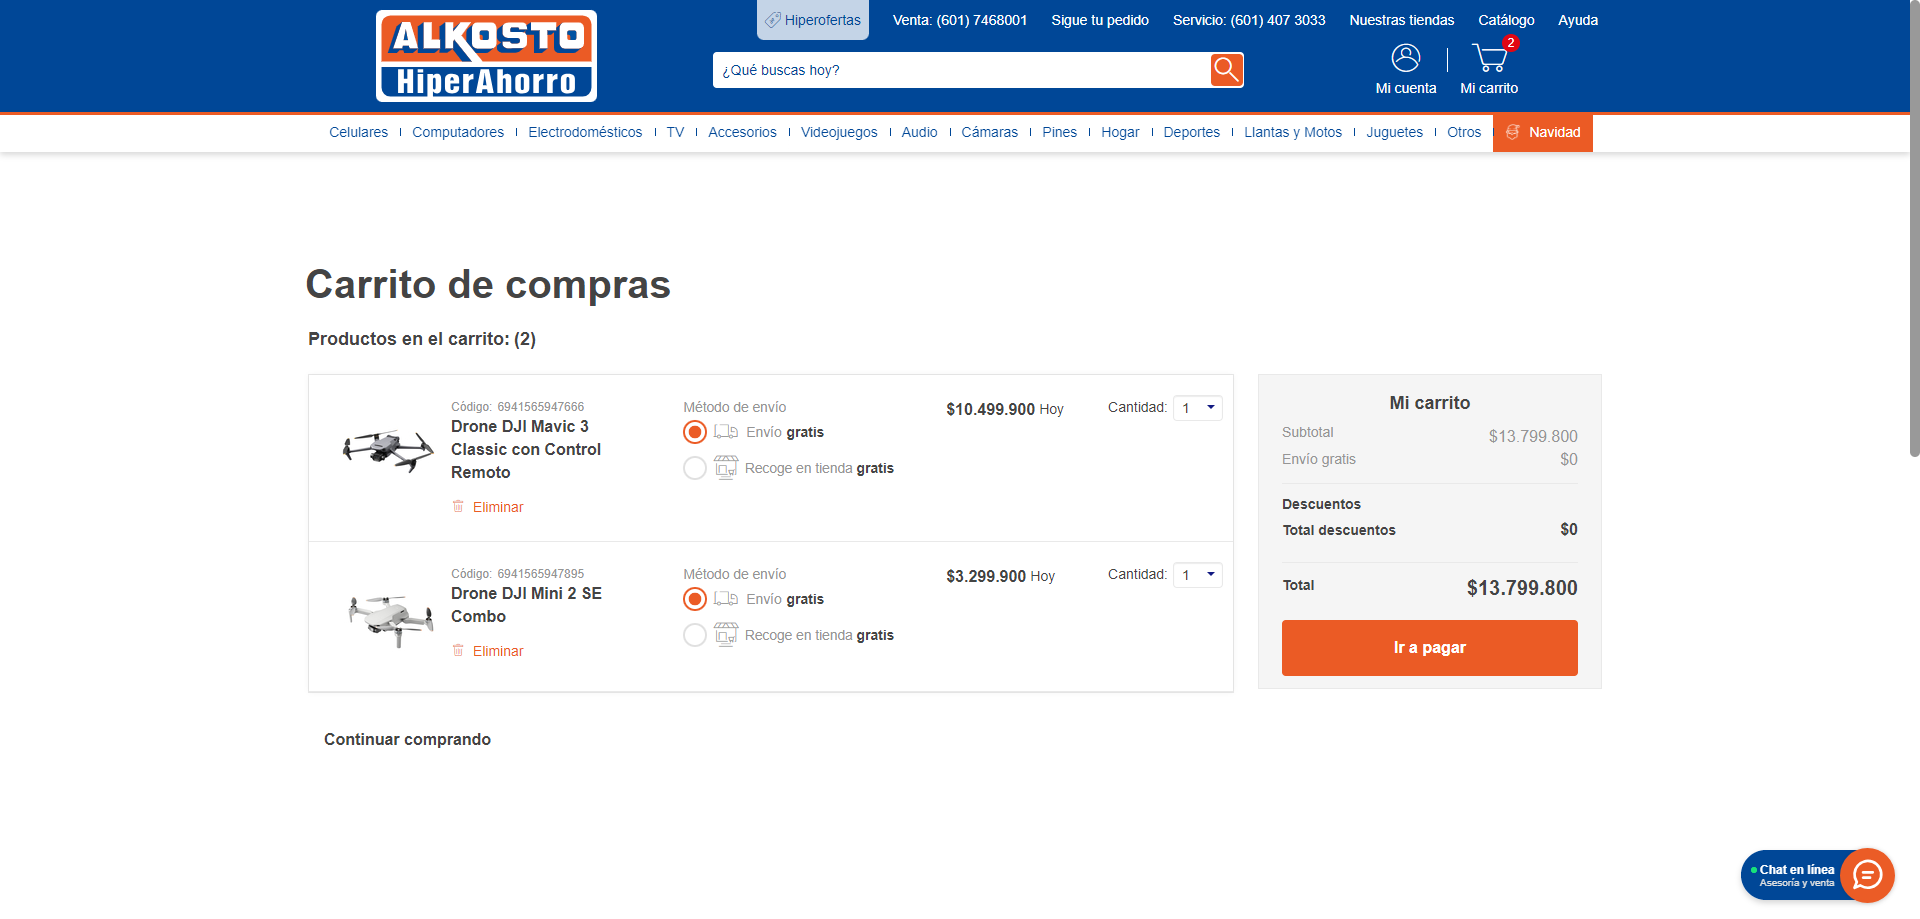 ALKOSTO
HiperAhorro
Hiperofertas
Venta: (601) 7468001
Sigue tu pedido
Servicio: (601) 407 3033
Nuestras tiendas
Catálogo
Ayuda
¿Qué buscas hoy?
Mi cuenta
2
Mi carrito
Celulares
Computadores
Electrodomésticos
TV
Accesorios
Videojuegos
Audio
Cámaras
Pines
Hogar
Deportes
Llantas y Motos
Juguetes
Otros
Navidad
Carrito de compras
Productos en el carrito: (2)
Código: 6941565947666
Drone DJI Mavic 3
Classic con Control
Remoto
Eliminar
Método de envío
Envío gratis
Recoge en tienda gratis
$10.499.900 Hoy
Cantidad: 1
Código: 6941565947895
Drone DJI Mini 2 SE
Combo
Eliminar
Método de envío
Envío gratis
Recoge en tienda gratis
$3.299.900 Hoy
Cantidad: 1
Mi carrito
Subtotal $13.799.800
Envío gratis $0
Descuentos
Total descuentos $0
Total $13.799.800
Ir a pagar
Continuar comprando
Chat en línea
Asesoría y venta